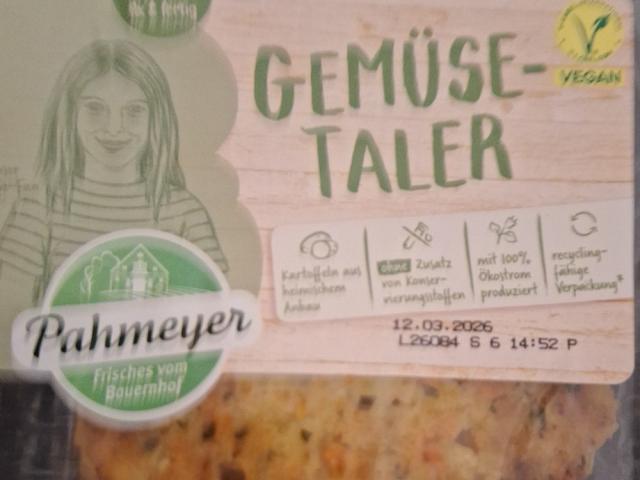 & fertig
GEMÜSE-
TALER
VEGAN
Kartoffeln aus
heimischem
Anbau
ohne Zusatz
von Konser-
vierungsstoffen
mit 100%
Ökostrom
produziert
recycling-
fähige
Verpackung*
12.03.2026
L26084 S 6 14:52 P
Pahmeyer
Frisches vom
Bauernhof